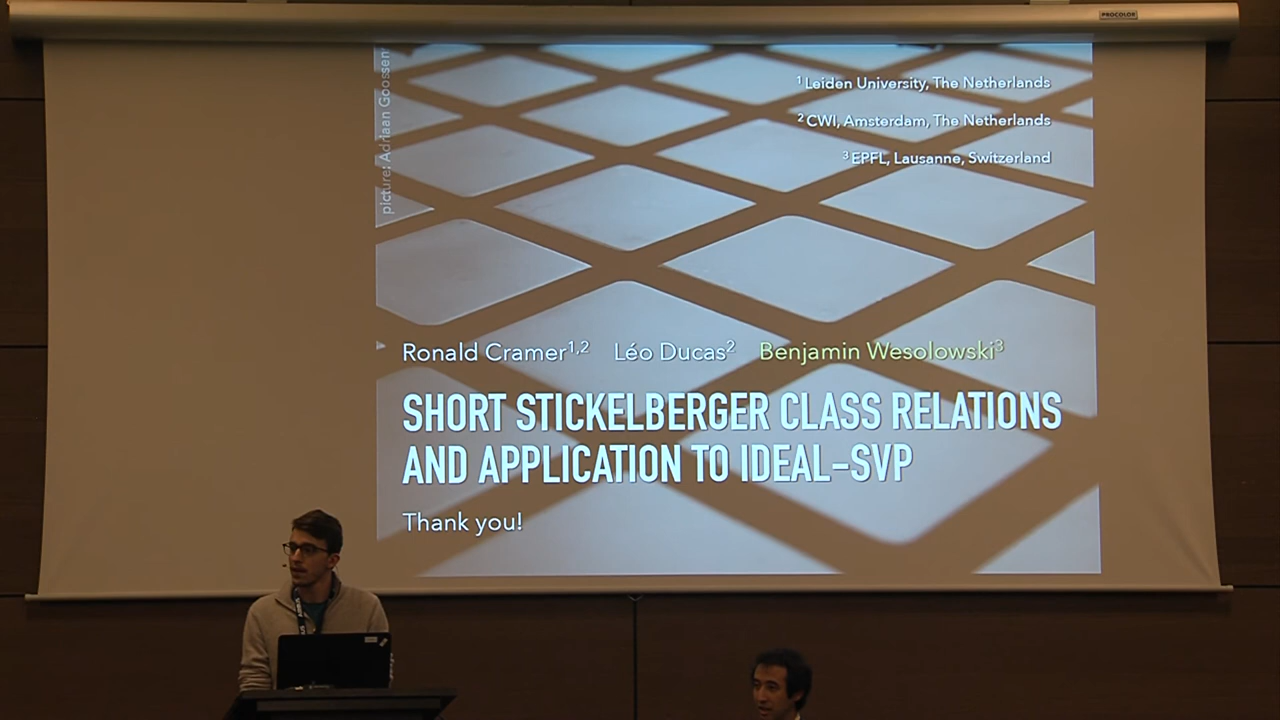 PROCOLOR
picture: Adriaan Goossen
1 Leiden University, The Netherlands
2 CWI, Amsterdam, The Netherlands
3 EPFL, Lausanne, Switzerland
Ronald Cramer1,2 Léo Ducas2 Benjamin Wesolowski3
SHORT STICKELBERGER CLASS RELATIONS
AND APPLICATION TO IDEAL-SVP
Thank you!